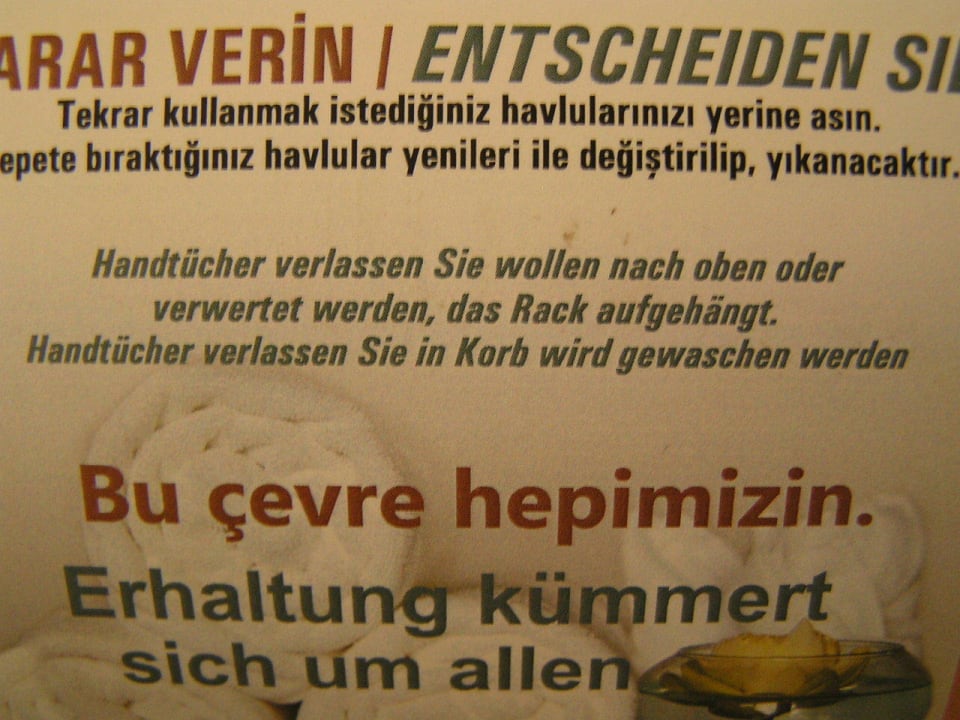 ARAR VERİN / ENTSCHEIDEN SIE
Tekrar kullanmak istediğiniz havlularınızı yerine asın.
epete bıraktığınız havlular yenileri ile değiştirilip, yıkanacaktır.
Handtücher verlassen Sie wollen nach oben oder
verwertet werden, das Rack aufgehängt.
Handtücher verlassen Sie in Korb wird gewaschen werden
Bu çevre hepimizin.
Erhaltung kümmert
sich um allen